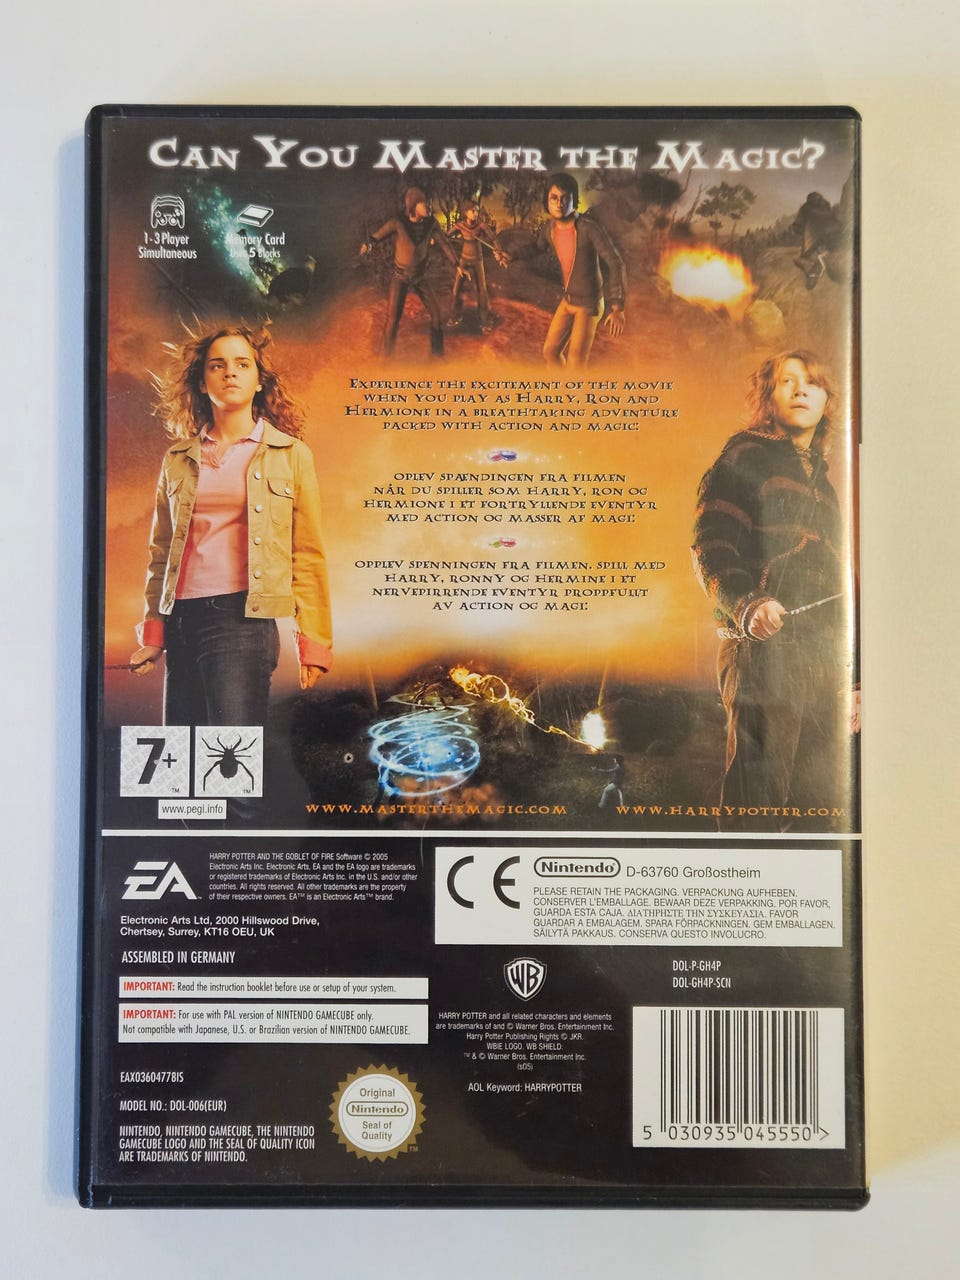 CAN YOU MASTER THE MAGIC?
1-3 Player
Simultaneous
Memory Card
Uses 5 Blocks
EXPERIENCE THE EXCITEMENT OF THE MOVIE
WHEN YOU PLAY AS HARRY, RON AND
HERMIONE IN A BREATHTAKING ADVENTURE
PACKED WITH ACTION AND MAGIC!
OPLEV SPÆNDINGEN FRA FILMEN
NÅR DU SPILLER SOM HARRY, RON OG
HERMIONE I ET FORTRYLLENDE EVENTYR
MED ACTION OG MASSER AF MAGI!
OPPLEV SPENNINGEN FRA FILMEN. SPILL MED
HARRY, RONNY OG HERMINE I ET
NERVEPIRRENDE EVENTYR PROPPFULLT
AV ACTION OG MAGI!
7+
TM
TM
www.pegi.info
WWW.MASTERTHEMAGIC.COM
WWW.HARRYPOTTER.COM
EA™
HARRY POTTER AND THE GOBLET OF FIRE Software © 2005
Electronic Arts Inc. Electronic Arts, EA and the EA logo are trademarks
or registered trademarks of Electronic Arts Inc. in the U.S. and/or other
countries. All rights reserved. All other trademarks are the property
of their respective owners. EA™ is an Electronic Arts™ brand.
Electronic Arts Ltd, 2000 Hillswood Drive,
Chertsey, Surrey, KT16 OEU, UK
ASSEMBLED IN GERMANY
IMPORTANT: Read the instruction booklet before use or setup of your system.
IMPORTANT: For use with PAL version of NINTENDO GAMECUBE only.
Not compatible with Japanese, U.S. or Brazilian version of NINTENDO GAMECUBE.
EAX03604778IS
MODEL NO.: DOL-006(EUR)
NINTENDO, NINTENDO GAMECUBE, THE NINTENDO
GAMECUBE LOGO AND THE SEAL OF QUALITY ICON
ARE TRADEMARKS OF NINTENDO.
Original
Nintendo
Seal of
Quality
TM
CE Nintendo® D-63760 Großostheim
PLEASE RETAIN THE PACKAGING. VERPACKUNG AUFHEBEN.
CONSERVER L'EMBALLAGE. BEWAAR DEZE VERPAKKING. POR FAVOR,
GUARDA ESTA CAJA. ΔΙΑΤΗΡΗΣΤΕ ΤΗΝ ΣΥΣΚΕΥΑΣΙΑ. FAVOR
GUARDAR A EMBALAGEM. SPARA FÖRPACKNINGEN. GEM EMBALLAGEN.
SÄILYTÄ PAKKAUS. CONSERVA QUESTO INVOLUCRO.
WB
DOL-P-GH4P
DOL-GH4P-SCN
HARRY POTTER and all related characters and elements
are trademarks of and © Warner Bros. Entertainment Inc.
Harry Potter Publishing Rights © JKR.
WBIE LOGO, WB SHIELD:
™ & © Warner Bros. Entertainment Inc.
(s05)
AOL Keyword: HARRYPOTTER
5 030935 045550 >